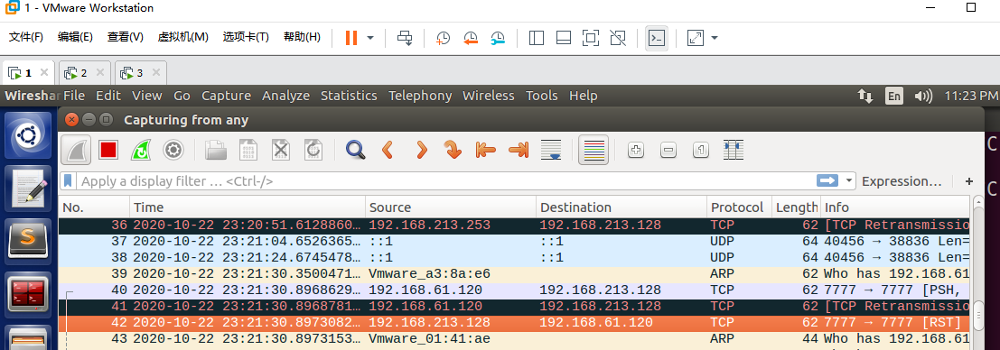 1 - VMware Workstation
文件(F) 编辑(E) 查看(V) 虚拟机(M) 选项卡(T) 帮助(H)
1 2 3
Wireshar File Edit View Go Capture Analyze Statistics Telephony Wireless Tools Help En 11:23 PM
Capturing from any
Apply a display filter … <Ctrl-/> Expression… +
No. Time Source Destination Protocol Length Info
36 2020-10-22 23:20:51.6128860… 192.168.213.253 192.168.213.128 TCP 62 [TCP Retransmissio
37 2020-10-22 23:21:04.6526365… ::1 ::1 UDP 64 40456 → 38836 Len=
38 2020-10-22 23:21:24.6745478… ::1 ::1 UDP 64 40456 → 38836 Len=
39 2020-10-22 23:21:30.3500471… Vmware_a3:8a:e6 ARP 62 Who has 192.168.61
40 2020-10-22 23:21:30.8968629… 192.168.61.120 192.168.213.128 TCP 62 7777 → 7777 [PSH,
41 2020-10-22 23:21:30.8968781… 192.168.61.120 192.168.213.128 TCP 62 [TCP Retransmissio
42 2020-10-22 23:21:30.8973082… 192.168.213.128 192.168.61.120 TCP 62 7777 → 7777 [RST]
43 2020-10-22 23:21:30.8973153… Vmware_01:41:ae ARP 44 Who has 192.168.61